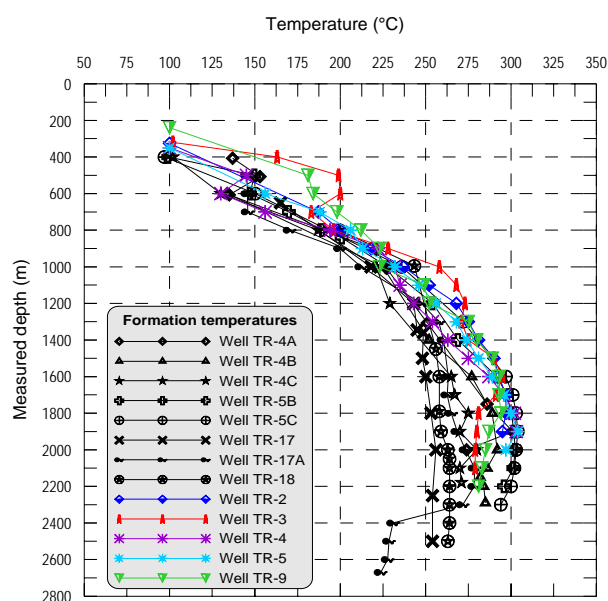 Temperature (°C)
50 75 100 125 150 175 200 225 250 275 300 325 350
Measured depth (m)
0
200
400
600
800
1000
1200
1400
1600
1800
2000
2200
2400
2600
2800
Formation temperatures
Well TR-4A
Well TR-4B
Well TR-4C
Well TR-5B
Well TR-5C
Well TR-17
Well TR-17A
Well TR-18
Well TR-2
Well TR-3
Well TR-4
Well TR-5
Well TR-9